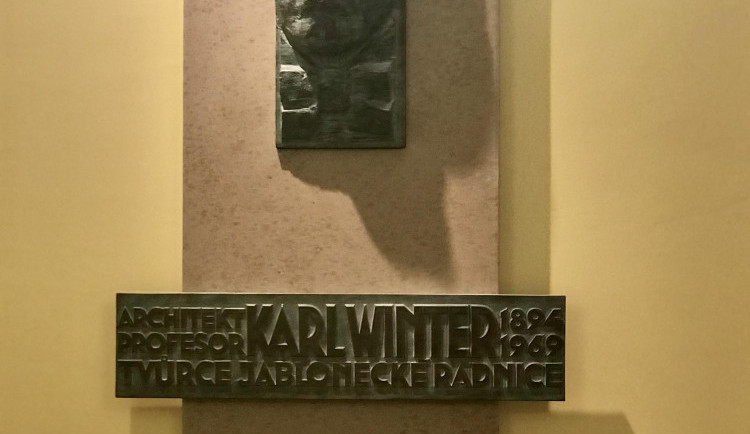 ARCHITEKT KARL WINTER 1894
PROFESOR 1969
TVŮRCE JABLONECKÉ RADNICE